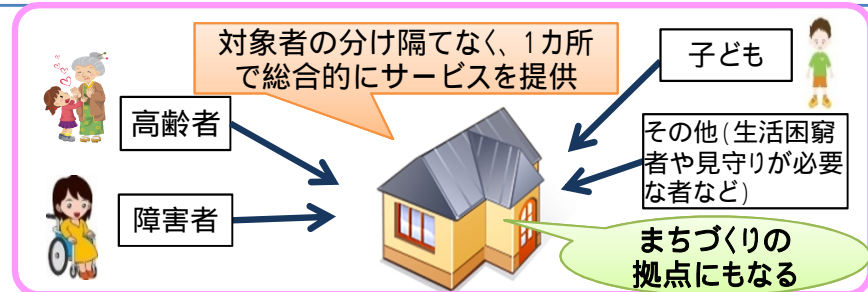 対象者の分け隔てなく、1カ所
で総合的にサービスを提供
子ども
高齢者
その他(生活困窮
者や見守りが必要
な者など)
障害者
まちづくりの
拠点にもなる